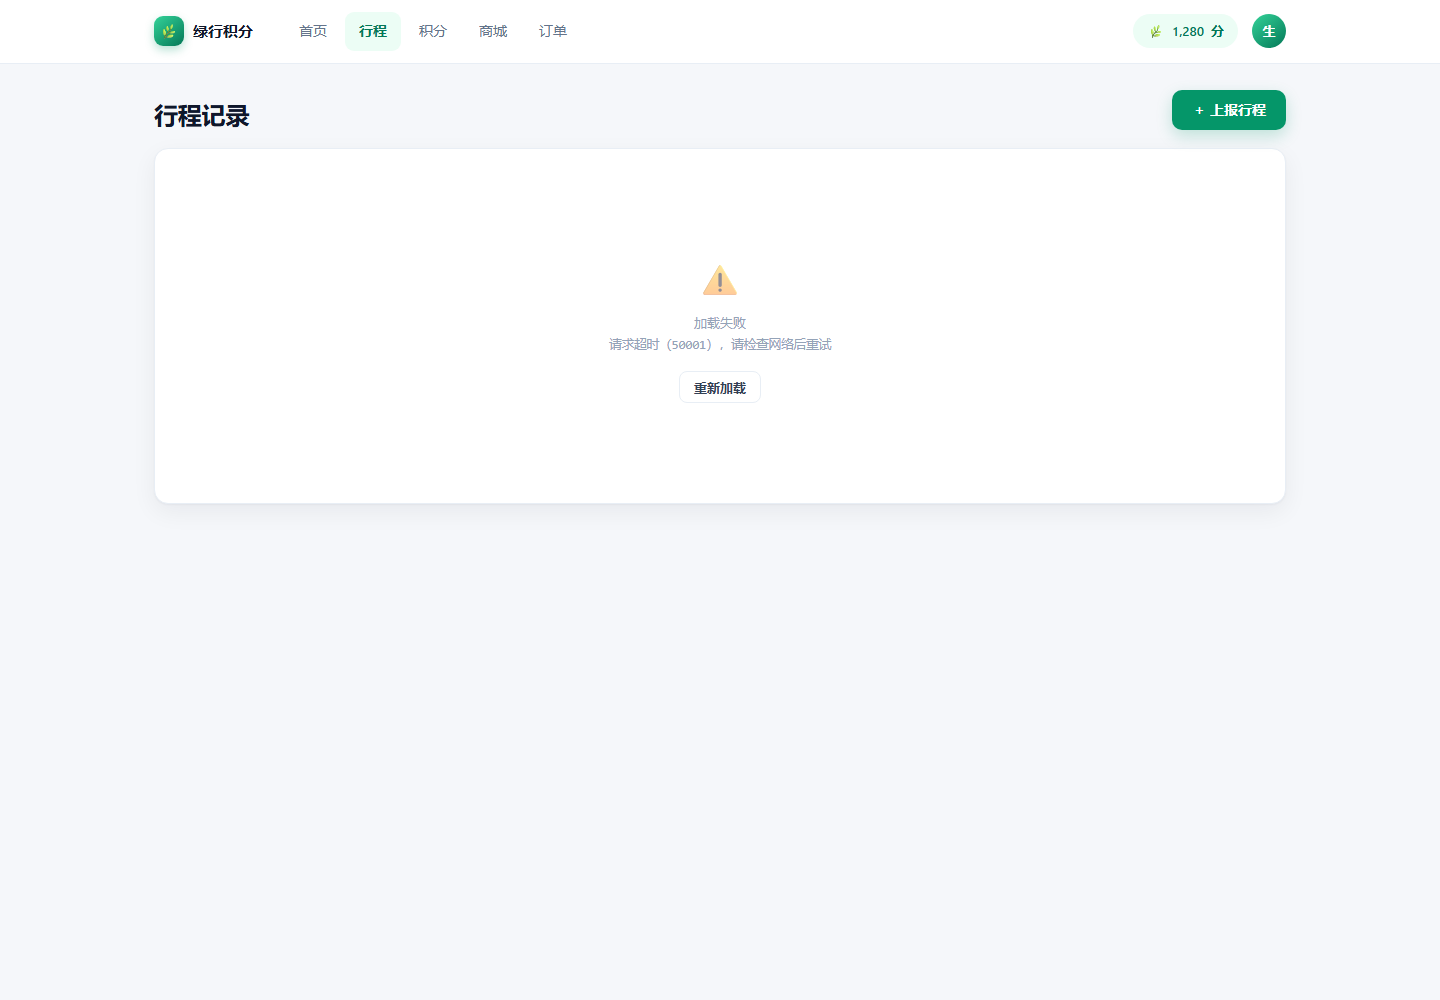 绿行积分
首页
行程
积分
商城
订单
1,280 分
生
行程记录
+ 上报行程
加载失败
请求超时（50001），请检查网络后重试
重新加载